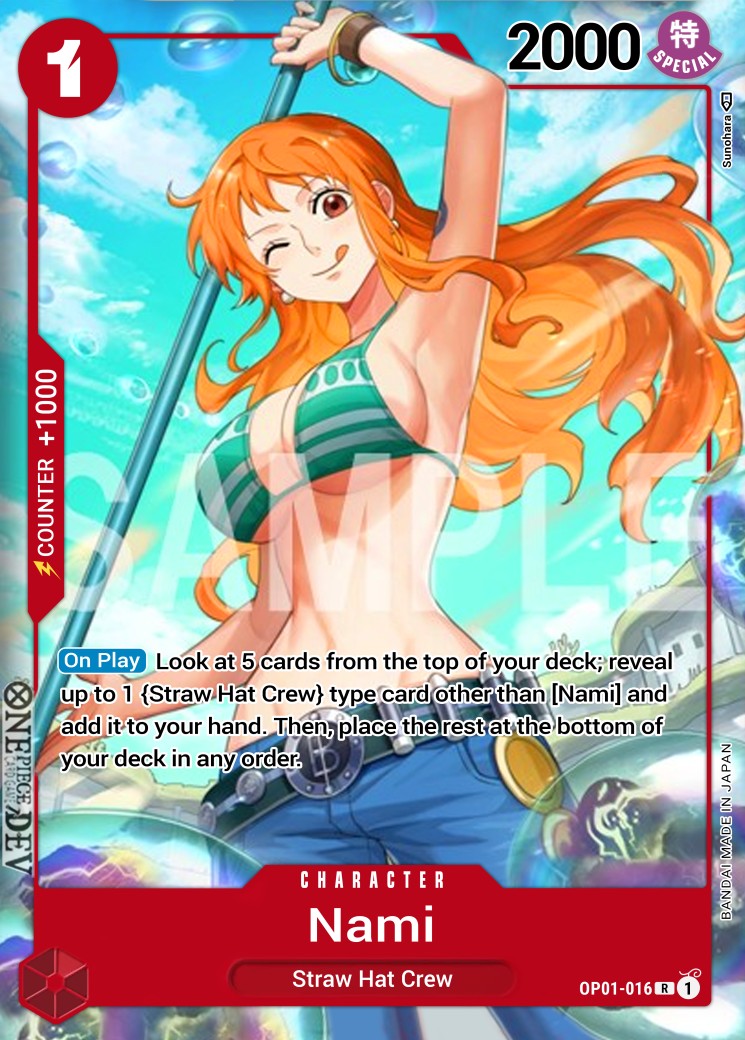 1
2000
特
SPECIAL
Sunohara
COUNTER +1000
SAMPLE
On Play Look at 5 cards from the top of your deck; reveal
up to 1 {Straw Hat Crew} type card other than [Nami] and
add it to your hand. Then, place the rest at the bottom of
your deck in any order.
ONE PIECE
CARD GAME
DEV
BANDAI MADE IN JAPAN
CHARACTER
Nami
Straw Hat Crew
OP01-016 R 1